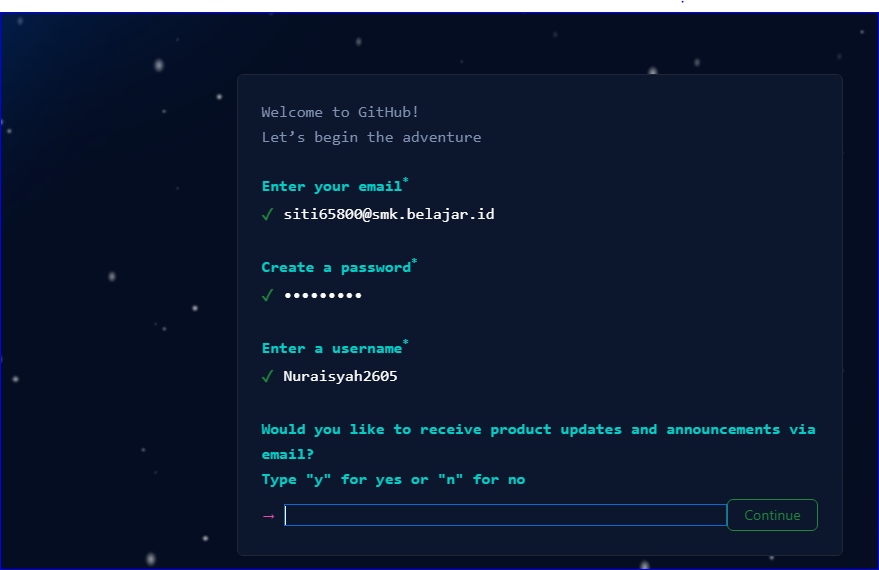 Welcome to GitHub!
Let’s begin the adventure
Enter your email*
✓ siti65800@smk.belajar.id
Create a password*
✓ •••••••••
Enter a username*
✓ Nuraisyah2605
Would you like to receive product updates and announcements via
email?
Type "y" for yes or "n" for no
→
Continue